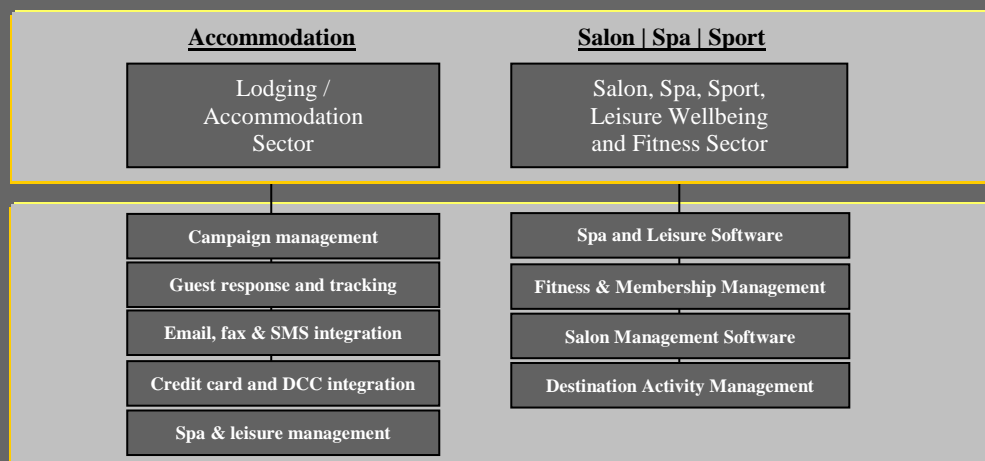 Accommodation
Lodging /
Accommodation
Sector
Campaign management
Guest response and tracking
Email, fax & SMS integration
Credit card and DCC integration
Spa & leisure management
Salon | Spa | Sport
Salon, Spa, Sport,
Leisure Wellbeing
and Fitness Sector
Spa and Leisure Software
Fitness & Membership Management
Salon Management Software
Destination Activity Management